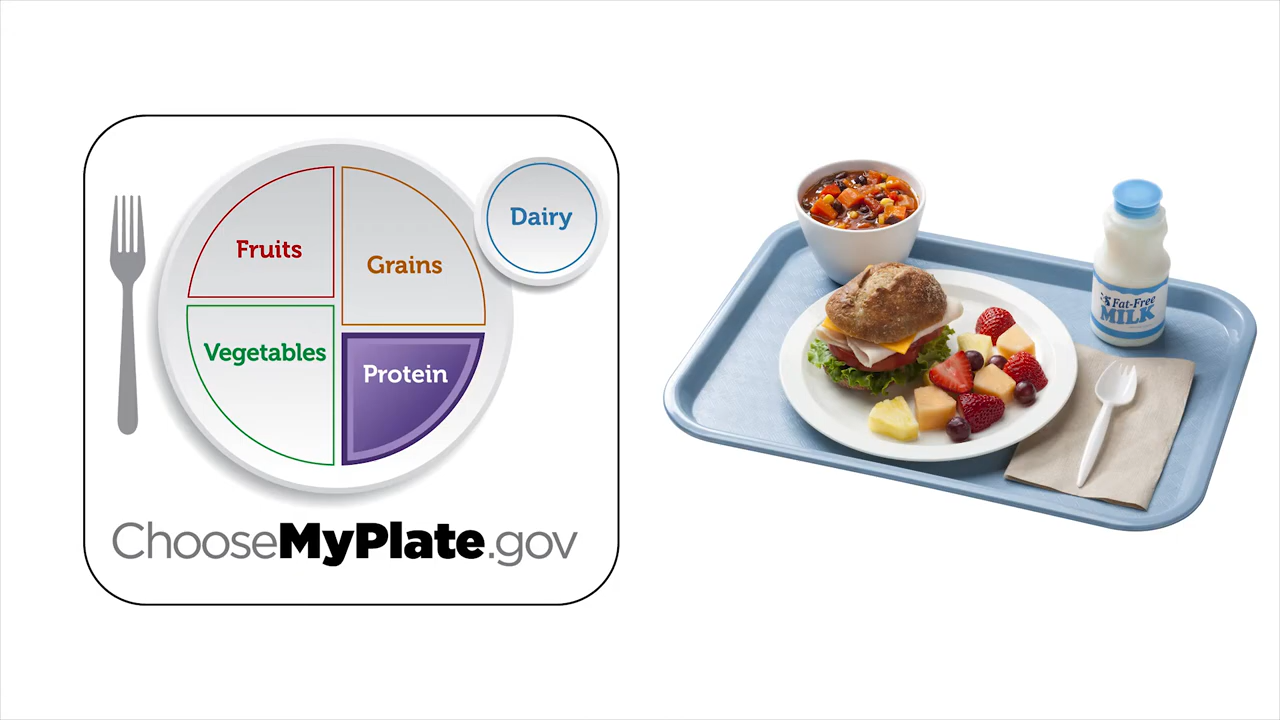 Fruits
Grains
Dairy
Vegetables
Protein
ChooseMyPlate.gov
Fat-Free
MILK